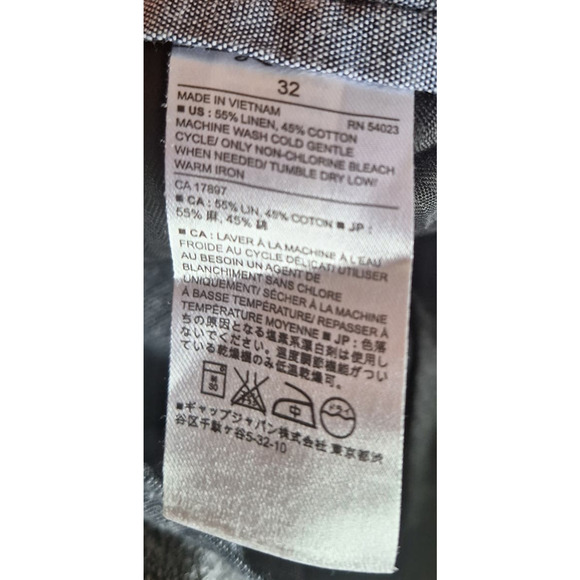 32
MADE IN VIETNAM RN 54023
■ US : 55% LINEN, 45% COTTON
MACHINE WASH COLD GENTLE
CYCLE/ ONLY NON-CHLORINE BLEACH
WHEN NEEDED/ TUMBLE DRY LOW/
WARM IRON
CA 17897
■ CA : 55% LIN, 45% COTON ■ JP :
55% 麻, 45% 綿
■ CA : LAVER À LA MACHINE À L'EAU
FROIDE AU CYCLE DÉLICAT/ UTILISER
AU BESOIN UN AGENT DE
BLANCHIMENT SANS CHLORE
UNIQUEMENT/ SÉCHER À LA MACHINE
À BASSE TEMPÉRATURE/ REPASSER À
TEMPÉRATURE MOYENNE ■ JP : 色落
ちの原因となる塩素系漂白剤は使用し
ないでください。温度調節機能がつい
ている乾燥機のみ低温乾燥可。
30 中 ドライ
■ギャップジャパン株式会社 東京都渋
谷区千駄ヶ谷5-32-10